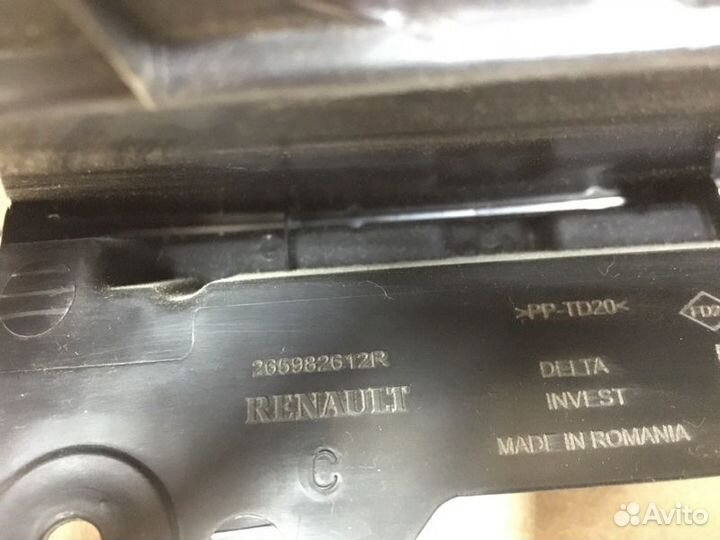 >PP-TD20<
265982612R
RENAULT
C
DELTA
INVEST
MADE IN ROMANIA
Avito